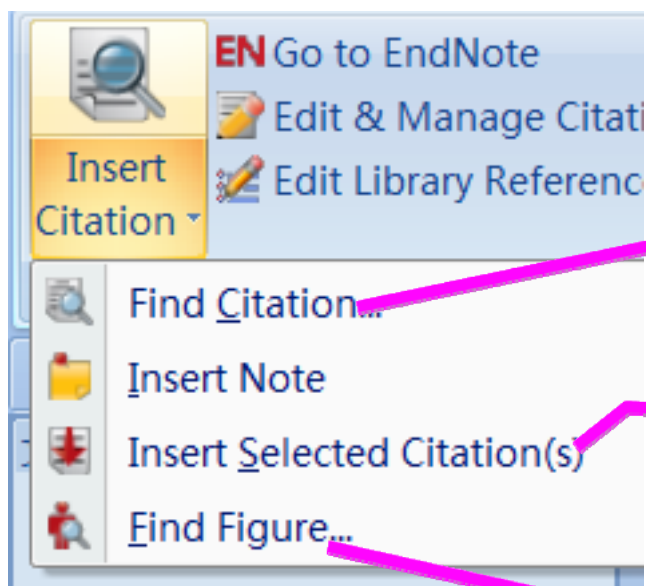 EN Go to EndNote
Edit & Manage Citati
Insert
Citation
Edit Library Referenc
Find Citation...
Insert Note
Insert Selected Citation(s)
Find Figure...